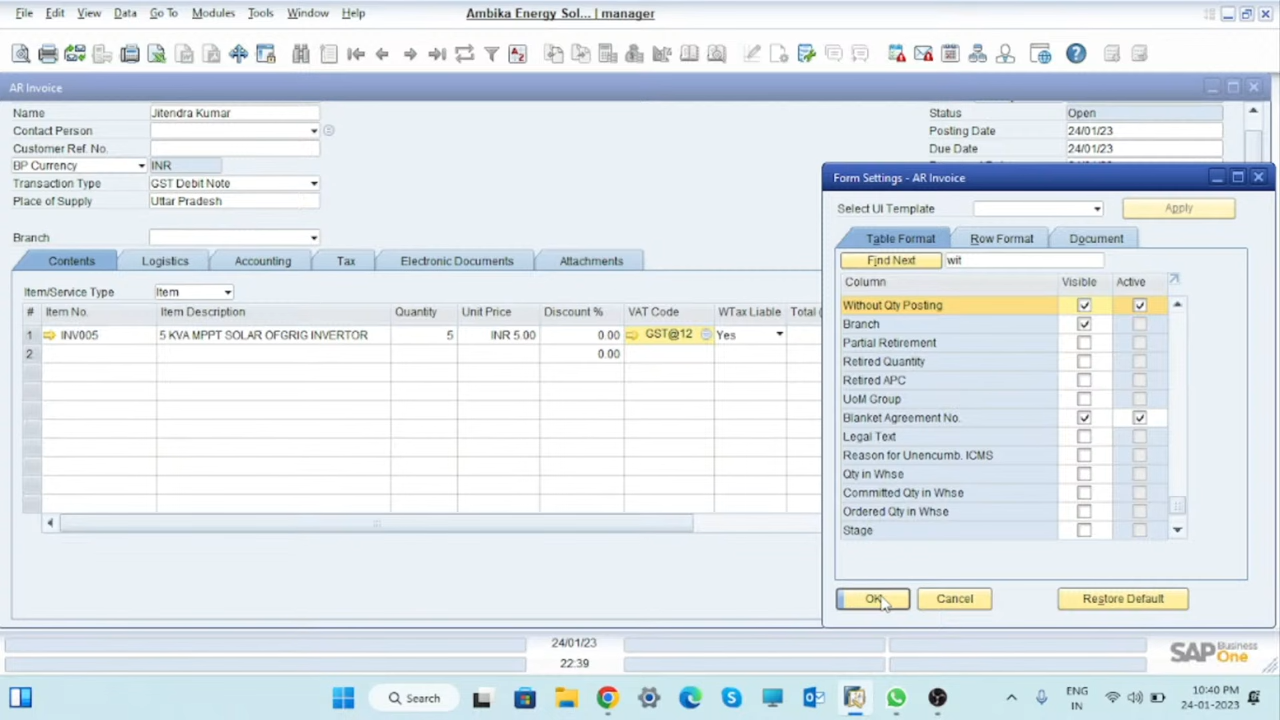 File Edit View Data Go To Modules Tools Window Help Ambika Energy Sol... | manager
AR Invoice
Name Jitendra Kumar Status Open
Contact Person Posting Date 24/01/23
Customer Ref. No. Due Date 24/01/23
BP Currency INR
Transaction Type GST Debit Note
Place of Supply Uttar Pradesh
Branch
Contents Logistics Accounting Tax Electronic Documents Attachments
Item/Service Type Item
# Item No. Item Description Quantity Unit Price Discount % VAT Code WTax Liable Total (
1 INV005 5 KVA MPPT SOLAR OFGRIG INVERTOR 5 INR 5.00 0.00 GST@12 Yes
2 0.00
Form Settings - AR Invoice
Select UI Template Apply
Table Format Row Format Document
Find Next wit
Column Visible Active
Without Qty Posting
Branch
Partial Retirement
Retired Quantity
Retired APC
UoM Group
Blanket Agreement No.
Legal Text
Reason for Unencumb. ICMS
Qty in Whse
Committed Qty in Whse
Ordered Qty in Whse
Stage
OK Cancel Restore Default
24/01/23
22:39
SAP Business One
Search
ENG
IN
10:40 PM
24-01-2023